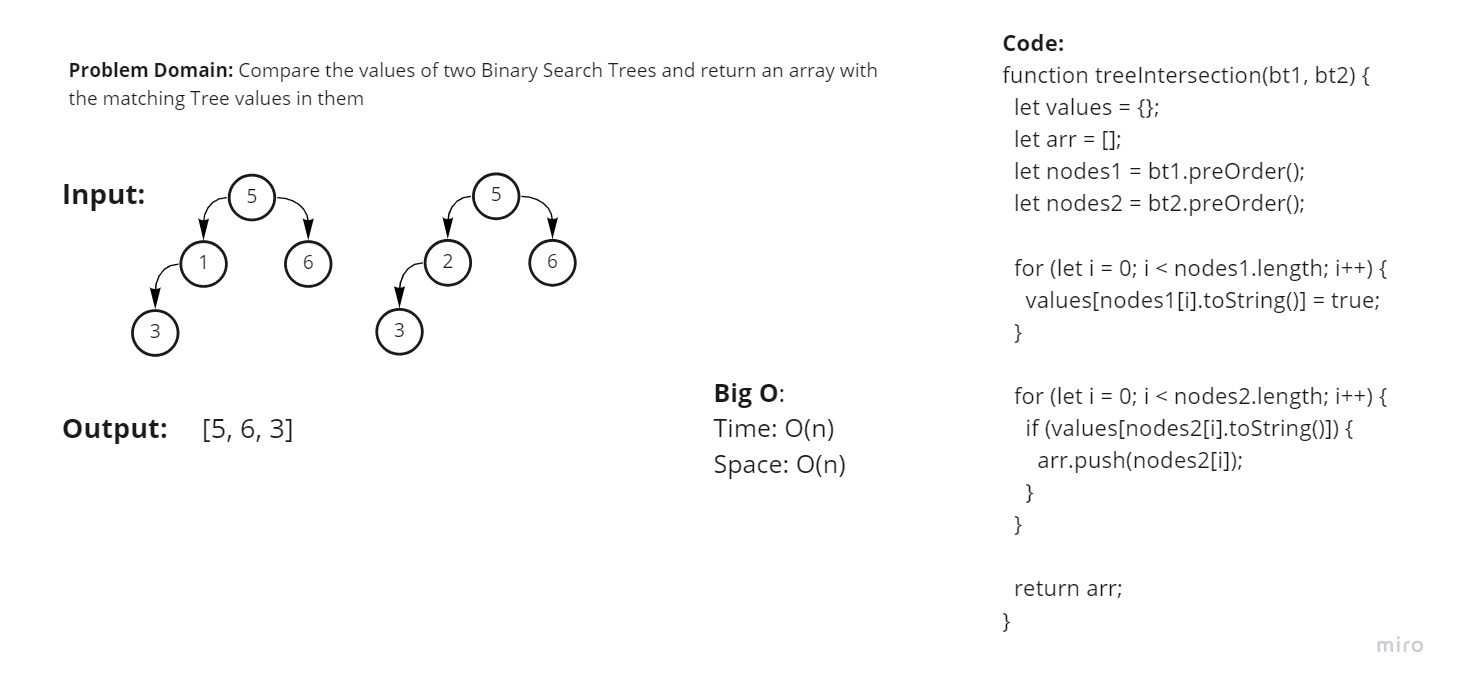 Problem Domain: Compare the values of two Binary Search Trees and return an array with
the matching Tree values in them
Input:
5
1
6
3
5
2
6
3
Output: [5, 6, 3]
Big O:
Time: O(n)
Space: O(n)
Code:
function treeIntersection(bt1, bt2) {
let values = {};
let arr = [];
let nodes1 = bt1.preOrder();
let nodes2 = bt2.preOrder();
for (let i = 0; i < nodes1.length; i++) {
values[nodes1[i].toString()] = true;
}
for (let i = 0; i < nodes2.length; i++) {
if (values[nodes2[i].toString()]) {
arr.push(nodes2[i]);
}
}
return arr;
}
miro